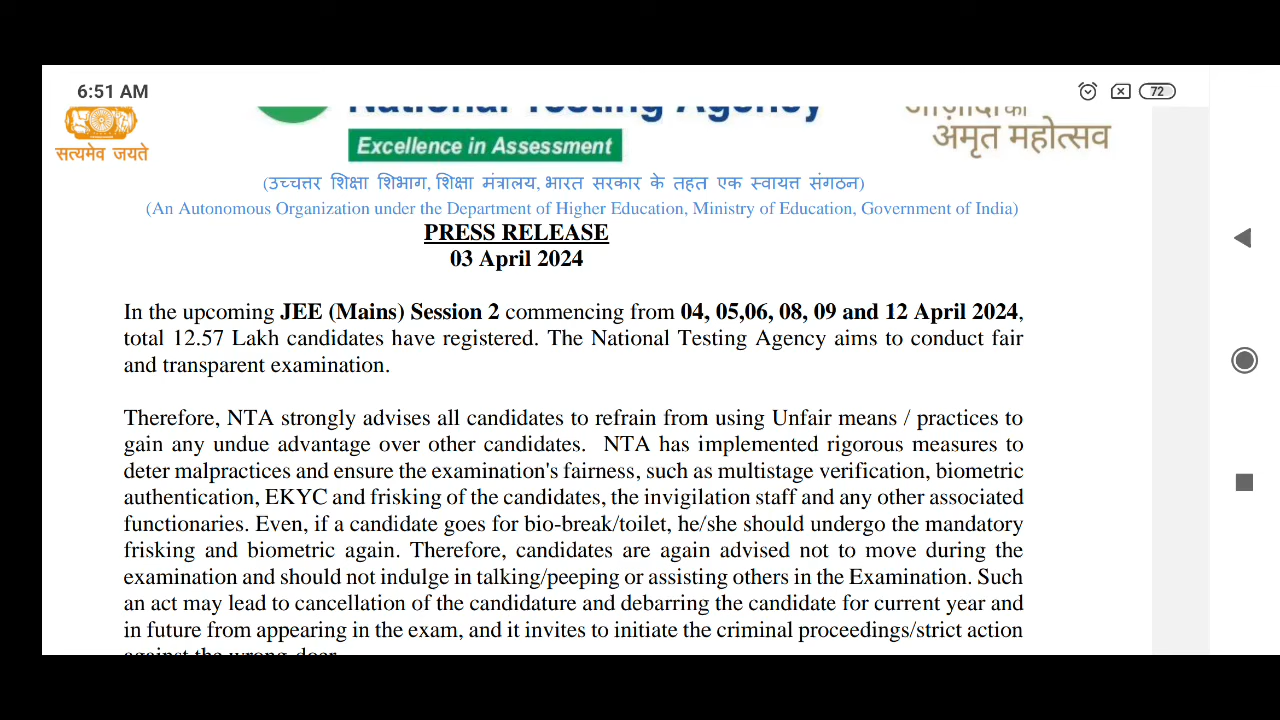 6:51 AM
72
National Testing Agency
आज़ादी का
सत्यमेव जयते
Excellence in Assessment
अमृत महोत्सव
(उच्चत्तर शिक्षा शिभाग, शिक्षा मंत्रालय, भारत सरकार के तहत एक स्वायत्त संगठन)
(An Autonomous Organization under the Department of Higher Education, Ministry of Education, Government of India)
PRESS RELEASE
03 April 2024
In the upcoming JEE (Mains) Session 2 commencing from 04, 05,06, 08, 09 and 12 April 2024,
total 12.57 Lakh candidates have registered. The National Testing Agency aims to conduct fair
and transparent examination.
Therefore, NTA strongly advises all candidates to refrain from using Unfair means / practices to
gain any undue advantage over other candidates. NTA has implemented rigorous measures to
deter malpractices and ensure the examination's fairness, such as multistage verification, biometric
authentication, EKYC and frisking of the candidates, the invigilation staff and any other associated
functionaries. Even, if a candidate goes for bio-break/toilet, he/she should undergo the mandatory
frisking and biometric again. Therefore, candidates are again advised not to move during the
examination and should not indulge in talking/peeping or assisting others in the Examination. Such
an act may lead to cancellation of the candidature and debarring the candidate for current year and
in future from appearing in the exam, and it invites to initiate the criminal proceedings/strict action
against the wrong-doer